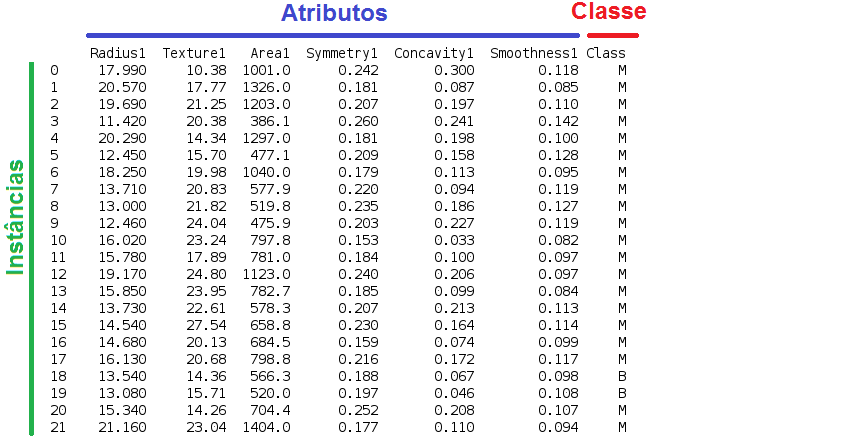 Atributos Classe
Radius1 Texture1 Area1 Symmetry1 Concavity1 Smoothness1 Class
0 17.990 10.38 1001.0 0.242 0.300 0.118 M
1 20.570 17.77 1326.0 0.181 0.087 0.085 M
2 19.690 21.25 1203.0 0.207 0.197 0.110 M
3 11.420 20.38 386.1 0.260 0.241 0.142 M
4 20.290 14.34 1297.0 0.181 0.198 0.100 M
5 12.450 15.70 477.1 0.209 0.158 0.128 M
6 18.250 19.98 1040.0 0.179 0.113 0.095 M
7 13.710 20.83 577.9 0.220 0.094 0.119 M
8 13.000 21.82 519.8 0.235 0.186 0.127 M
9 12.460 24.04 475.9 0.203 0.227 0.119 M
10 16.020 23.24 797.8 0.153 0.033 0.082 M
11 15.780 17.89 781.0 0.184 0.100 0.097 M
12 19.170 24.80 1123.0 0.240 0.206 0.097 M
13 15.850 23.95 782.7 0.185 0.099 0.084 M
14 13.730 22.61 578.3 0.207 0.213 0.113 M
15 14.540 27.54 658.8 0.230 0.164 0.114 M
16 14.680 20.13 684.5 0.159 0.074 0.099 M
17 16.130 20.68 798.8 0.216 0.172 0.117 M
18 13.540 14.36 566.3 0.188 0.067 0.098 B
19 13.080 15.71 520.0 0.197 0.046 0.108 B
20 15.340 14.26 704.4 0.252 0.208 0.107 M
21 21.160 23.04 1404.0 0.177 0.110 0.094 M
Instâncias